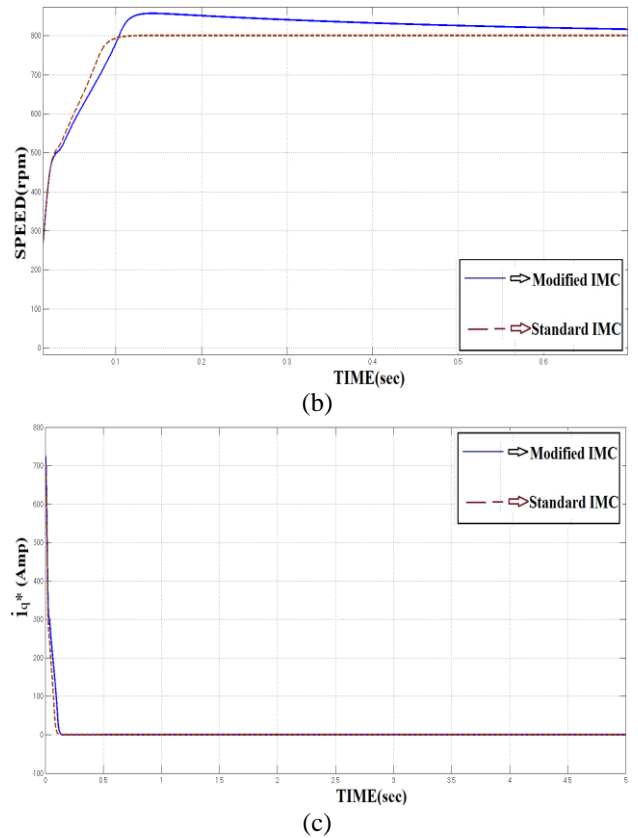 900
800
700
600
500
400
300
200
100
0
SPEED(rpm)
Modified IMC
Standard IMC
0.1 0.2 0.3 0.4 0.5 0.6
TIME(sec)
(b)
800
700
600
500
400
300
200
100
0
-100
i_q* (Amp)
Modified IMC
Standard IMC
0 0.5 1 1.5 2 2.5 3 3.5 4 4.5 5
TIME(sec)
(c)